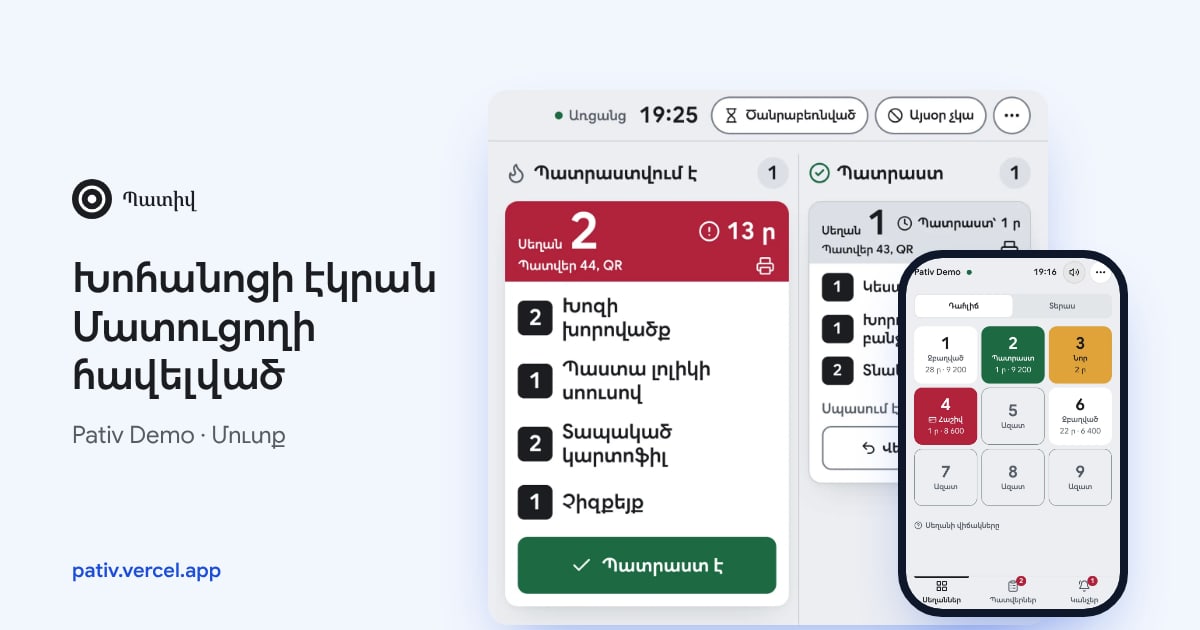 Պատիվ
Խոհանոցի էկրան
Մատուցողի
հավելված
Pativ Demo · Մուտք
pativ.vercel.app
Առցանց 19:25 Ծանրաբեռնված Այսօր չկա
Պատրաստվում է 1
Սեղան 2 13 ր
Պատվեր 44, QR
2 Խոզի
խորովածք
1 Պաստա լոլիկի
սոուսով
2 Տապակած
կարտոֆիլ
1 Չիզքեյք
Պատրաստ է
Պատրաստ 1
Սեղան 1 Պատրաստ՝ 1 ր
Պատվեր 43, QR
1
1
2
Pativ Demo 19:16
Դահլիճ Տերաս
1
Զբաղված
28 ր · 9 200
2
Պատրաստ
1 ր · 9 200
3
Նոր
2 ր
4
Հաշիվ
1 ր · 8 600
5
Ազատ
6
Զբաղված
22 ր · 6 400
7
Ազատ
8
Ազատ
9
Ազատ
Սեղանի վիճակները
Սեղաններ
2
Պատվերներ
1
Կանչեր